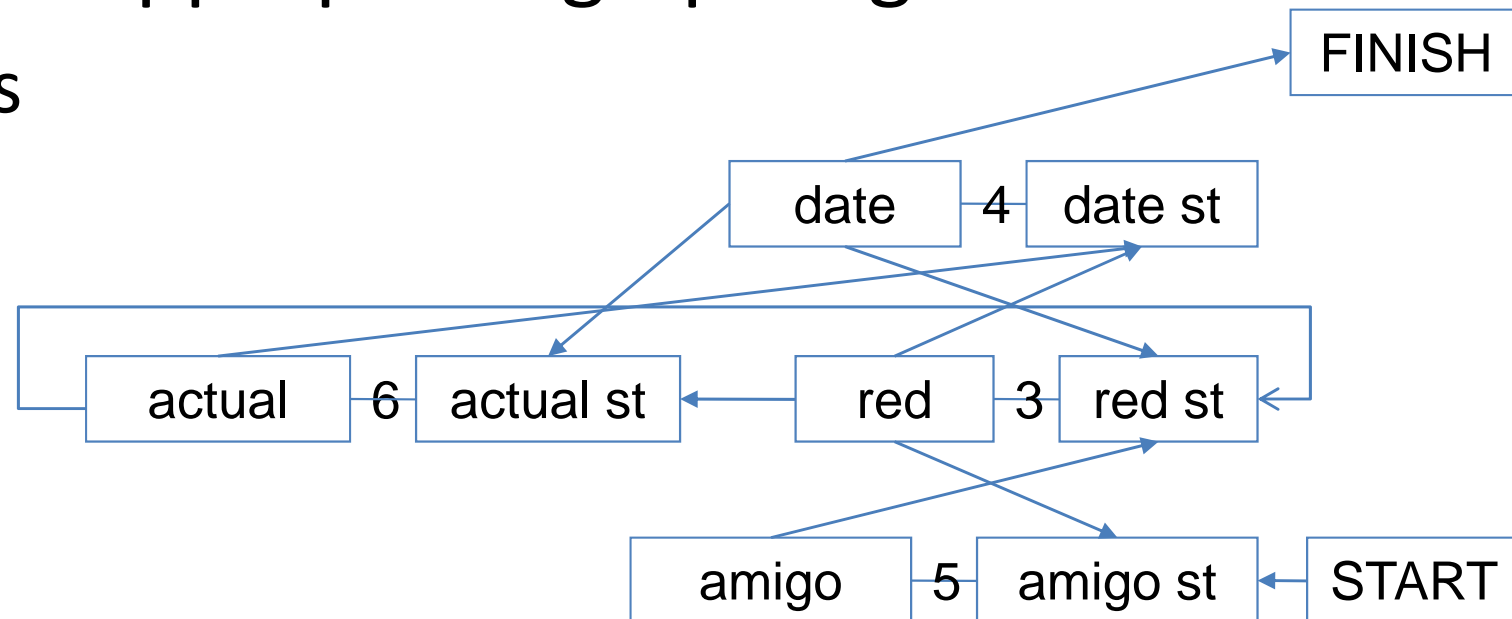 s
FINISH
date 4 date st
actual 6 actual st red 3 red st
amigo 5 amigo st START